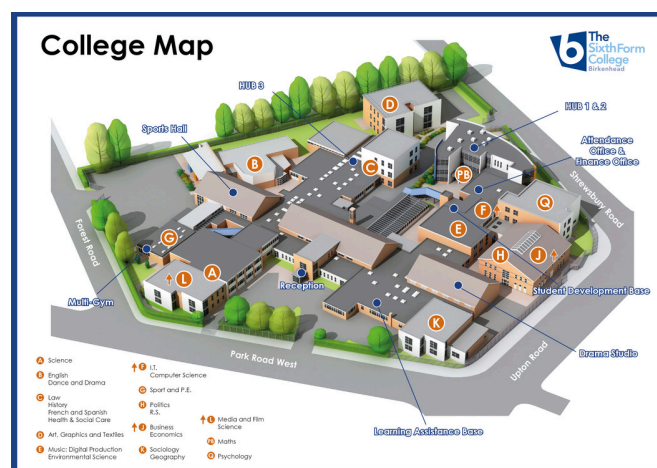 College Map
6
The
SixthForm
College
Birkenhead
HUB 3
HUB 1 & 2
Sports Hall
Attendance
Office &
Finance Office
D
B
C
PB
Q
F
E
G
A
L
H
J
K
Shrewsbury Road
Forest Road
Multi-Gym
Reception
Student Development Base
Park Road West
Upton Road
Drama Studio
Learning Assistance Base
A Science
B English
Dance and Drama
C Law
History
French and Spanish
Health & Social Care
D Art, Graphics and Textiles
E Music; Digital Production
Environmental Science
F I.T.
Computer Science
G Sport and P.E.
H Politics
R.S.
J Business
Economics
K Sociology
Geography
L Media and Film
Science
PB Maths
Q Psychology